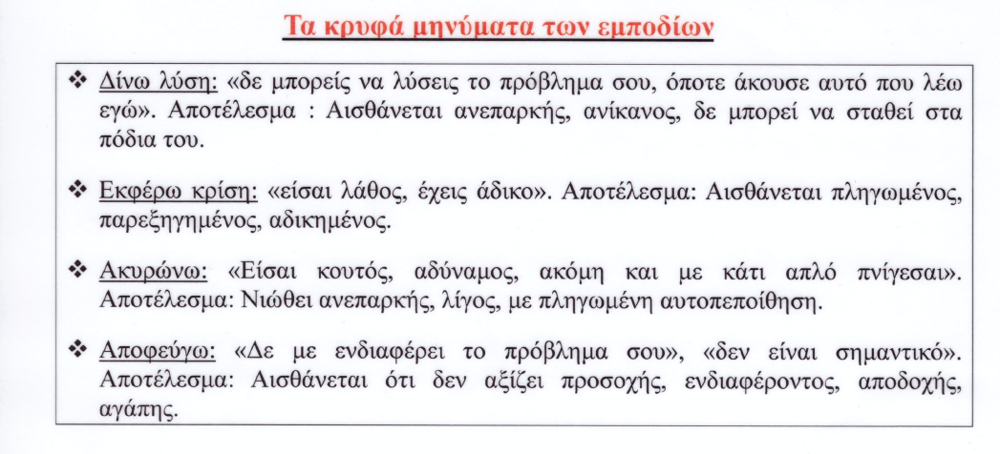 Τα κρυφά μηνύματα των εμποδίων
❖ Δίνω λύση: «δε μπορείς να λύσεις το πρόβλημα σου, όποτε άκουσε αυτό που λέω
εγώ». Αποτέλεσμα : Αισθάνεται ανεπαρκής, ανίκανος, δε μπορεί να σταθεί στα
πόδια του.
❖ Εκφέρω κρίση: «είσαι λάθος, έχεις άδικο». Αποτέλεσμα: Αισθάνεται πληγωμένος,
παρεξηγημένος, αδικημένος.
❖ Ακυρώνω: «Είσαι κουτός, αδύναμος, ακόμη και με κάτι απλό πνίγεσαι».
Αποτέλεσμα: Νιώθει ανεπαρκής, λίγος, με πληγωμένη αυτοπεποίθηση.
❖ Αποφεύγω: «Δε με ενδιαφέρει το πρόβλημα σου», «δεν είναι σημαντικό».
Αποτέλεσμα: Αισθάνεται ότι δεν αξίζει προσοχής, ενδιαφέροντος, αποδοχής,
αγάπης.